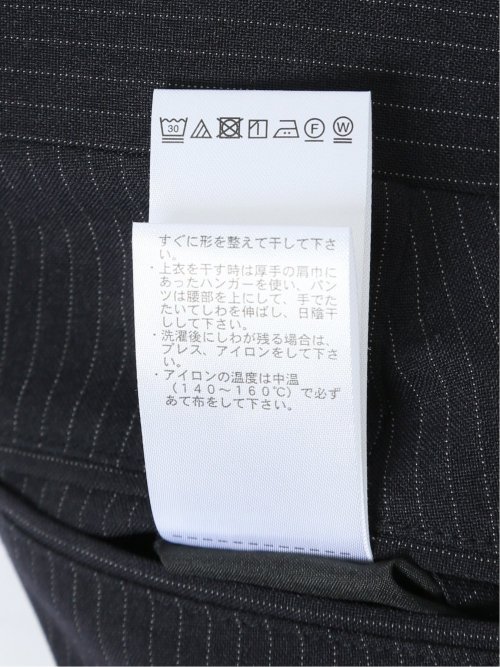 30
F
W
すぐに形を整えて干して下さ
い。
・上衣を干す時は厚手の肩巾に
あったハンガーを使い、パン
ツは腰部を上にして、手でた
たいてしわを伸ばし、日陰干
しして下さい。
・洗濯後にしわが残る場合は、
プレス、アイロンをして下さ
い。
・アイロンの温度は中温
（140～160℃）で必ず
あて布をして下さい。